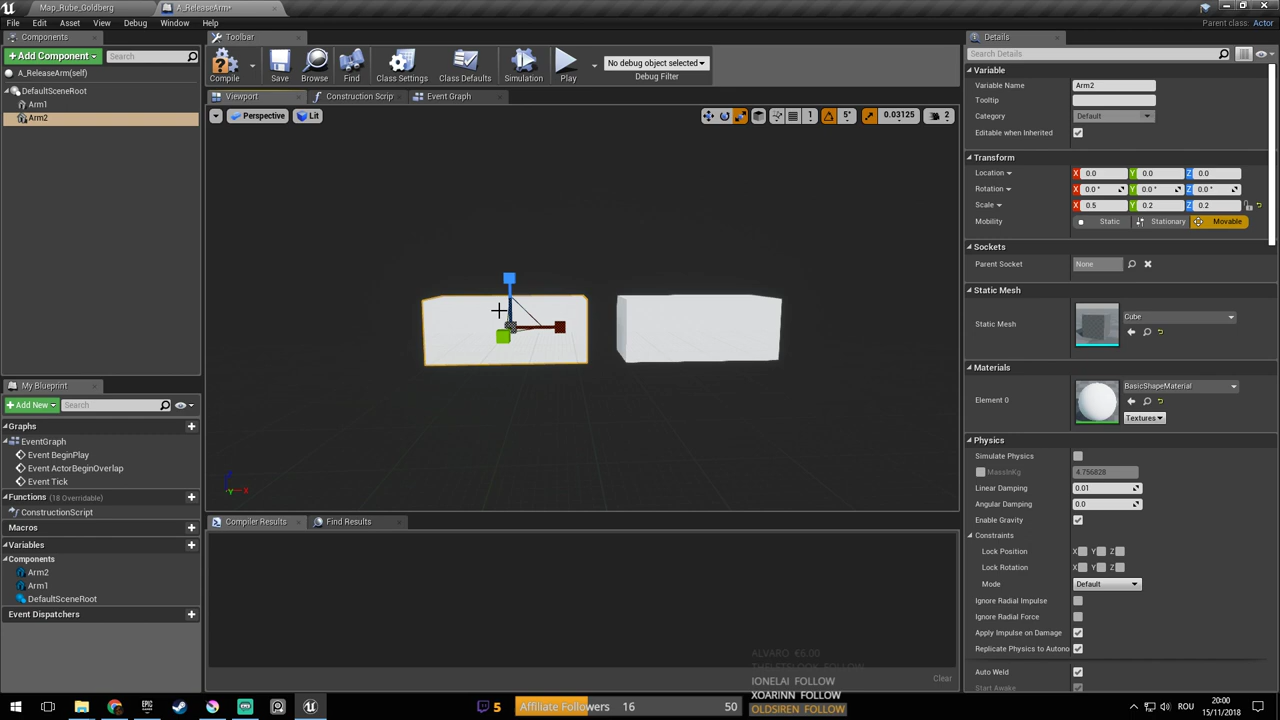 Map_Rube_Goldberg
A_ReleaseArm*
File Edit Asset View Debug Window Help
Parent class: Actor
Components
Toolbar
Details
+Add Component
Search
Search Details
A_ReleaseArm(self)
DefaultSceneRoot
Arm1
Arm2
Compile Save Browse Find Class Settings Class Defaults Simulation Play
No debug object selected
Debug Filter
Viewport
Construction Scrip
Event Graph
Perspective
Lit
1
5°
0.03125
2
Variable
Variable Name Arm2
Tooltip
Category Default
Editable when Inherited
Transform
Location X 0.0 Y 0.0 Z 0.0
Rotation X 0.0 ° Y 0.0 ° Z 0.0 °
Scale X 0.5 Y 0.2 Z 0.2
Mobility Static Stationary Movable
Sockets
Parent Socket None
Static Mesh
Static Mesh Cube
Materials
Element 0 BasicShapeMaterial
Textures
Physics
Simulate Physics
MassInKg 4.756828
Linear Damping 0.01
Angular Damping 0.0
Enable Gravity
Constraints
Lock Position X Y Z
Lock Rotation X Y Z
Mode Default
Ignore Radial Impulse
Ignore Radial Force
Apply Impulse on Damage
Replicate Physics to Autono
Auto Weld
Start Awake
Z
Y
X
My Blueprint
+Add New
Search
Graphs
EventGraph
Event BeginPlay
Event ActorBeginOverlap
Event Tick
Functions (18 Overridable)
ConstructionScript
Macros
Variables
Components
Arm2
Arm1
DefaultSceneRoot
Event Dispatchers
Compiler Results
Find Results
Clear
ALVARO €6.00
IONELAI FOLLOW
XOARINN FOLLOW
OLDSIREN FOLLOW
5
Affiliate Followers 16 50
ROU
20:00
15/11/2018